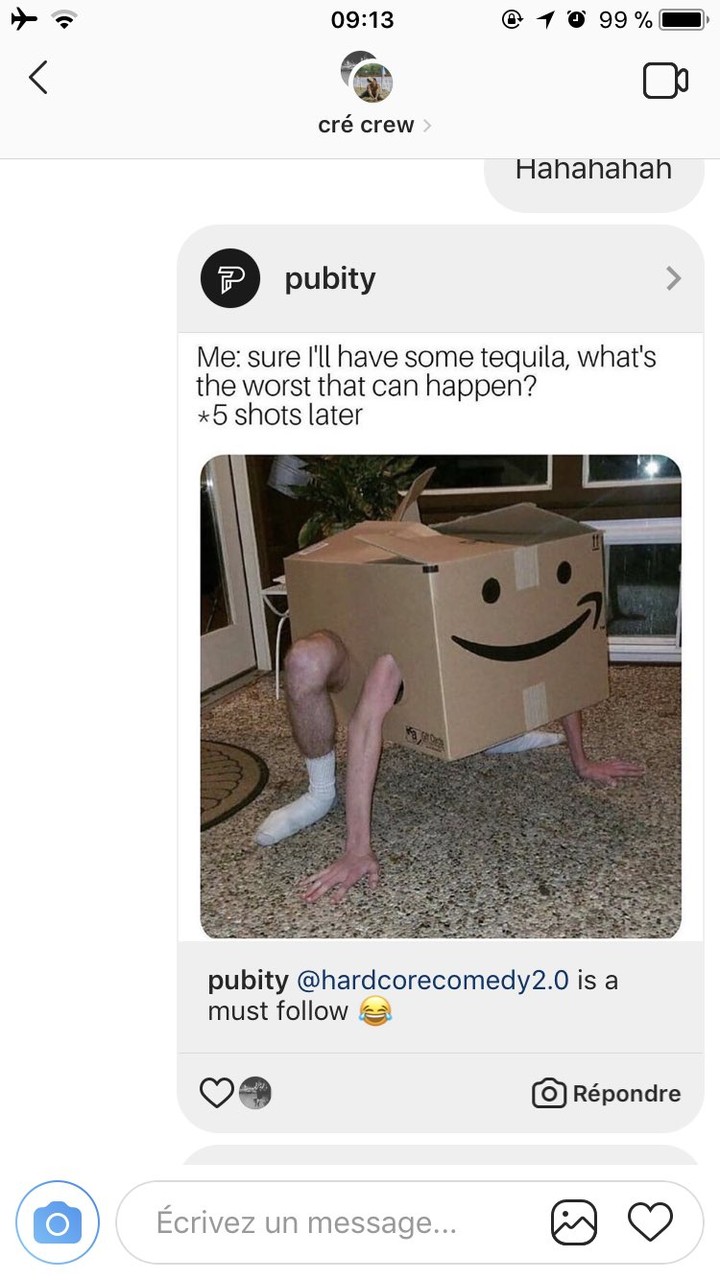 09:13
99 %
cré crew
Hahahahah
pubity
Me: sure I'll have some tequila, what's
the worst that can happen?
*5 shots later
pubity @hardcorecomedy2.0 is a
must follow 😂
Répondre
Écrivez un message...